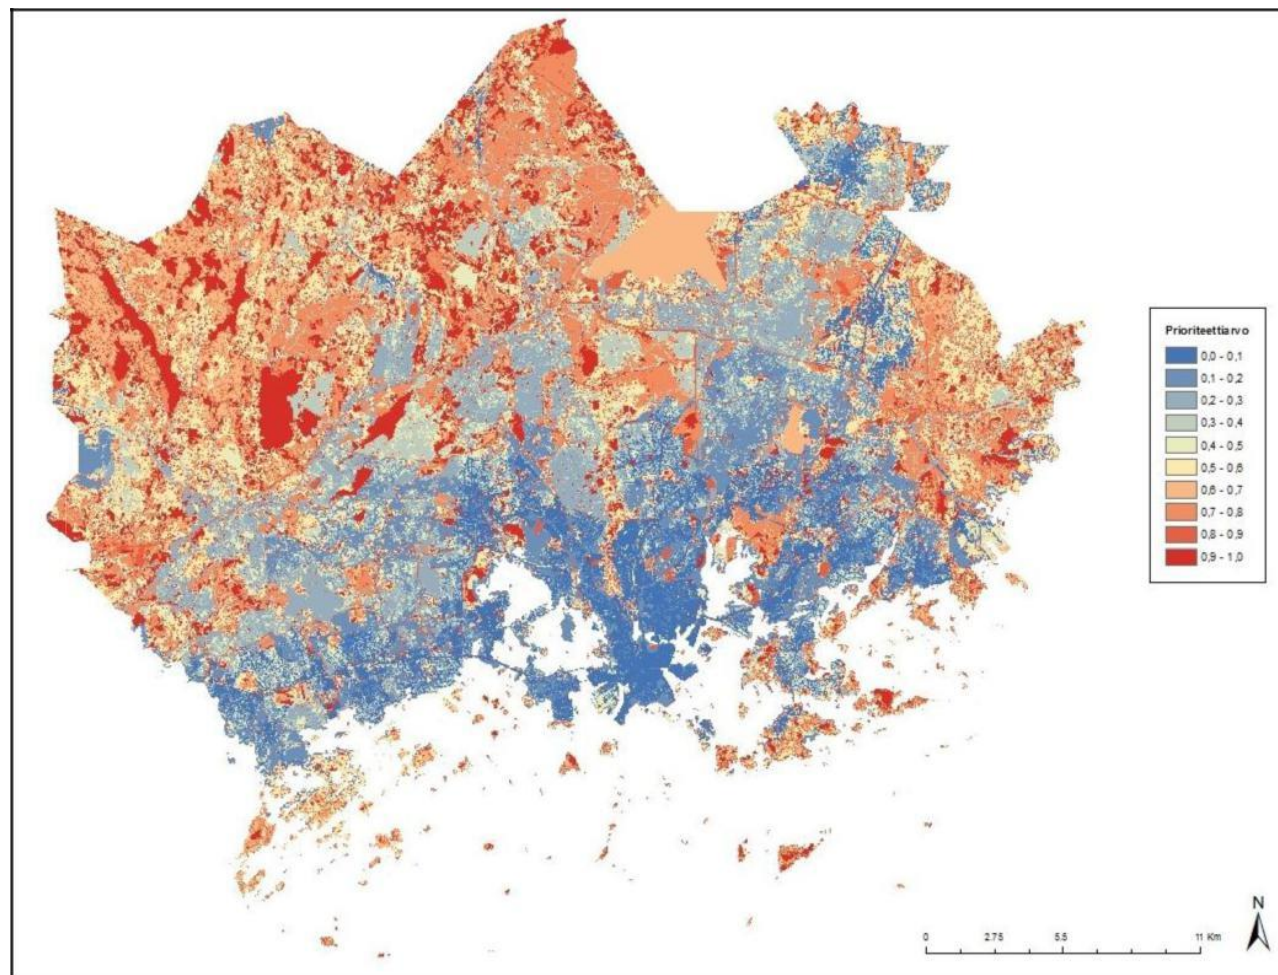 Prioriteettiarvo
0,0 - 0,1
0,1 - 0,2
0,2 - 0,3
0,3 - 0,4
0,4 - 0,5
0,5 - 0,6
0,6 - 0,7
0,7 - 0,8
0,8 - 0,9
0,9 - 1,0
N
0 2.75 5.5 11 Km